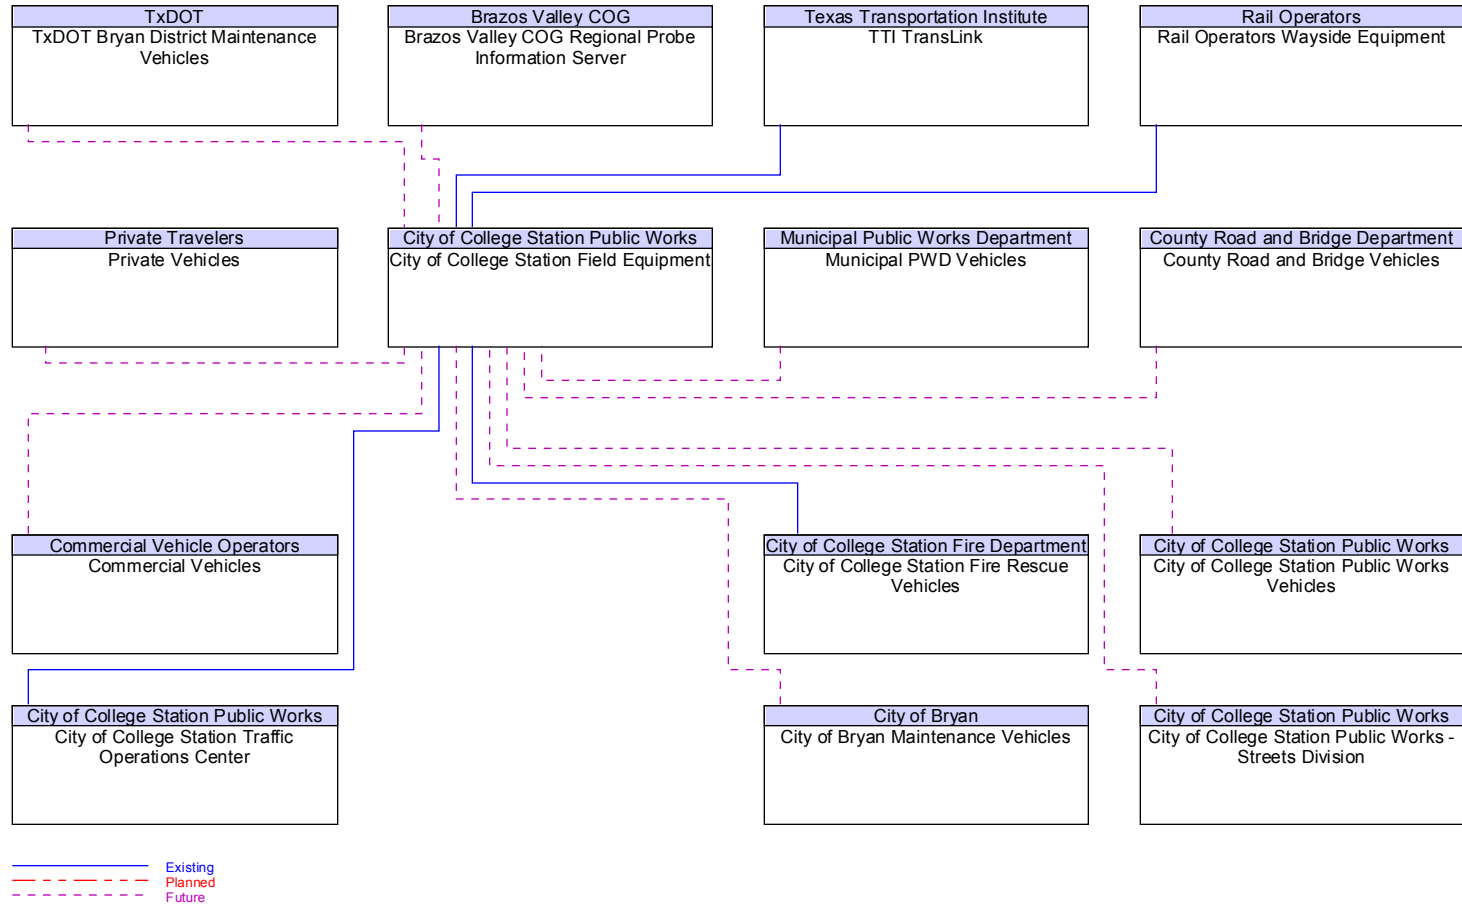 TxDOT
TxDOT Bryan District Maintenance
Vehicles
Brazos Valley COG
Brazos Valley COG Regional Probe
Information Server
Texas Transportation Institute
TTI TransLink
Rail Operators
Rail Operators Wayside Equipment
Private Travelers
Private Vehicles
City of College Station Public Works
City of College Station Field Equipment
Municipal Public Works Department
Municipal PWD Vehicles
County Road and Bridge Department
County Road and Bridge Vehicles
Commercial Vehicle Operators
Commercial Vehicles
City of College Station Fire Department
City of College Station Fire Rescue
Vehicles
City of College Station Public Works
City of College Station Public Works
Vehicles
City of College Station Public Works
City of College Station Traffic
Operations Center
City of Bryan
City of Bryan Maintenance Vehicles
City of College Station Public Works
City of College Station Public Works -
Streets Division
Existing
Planned
Future